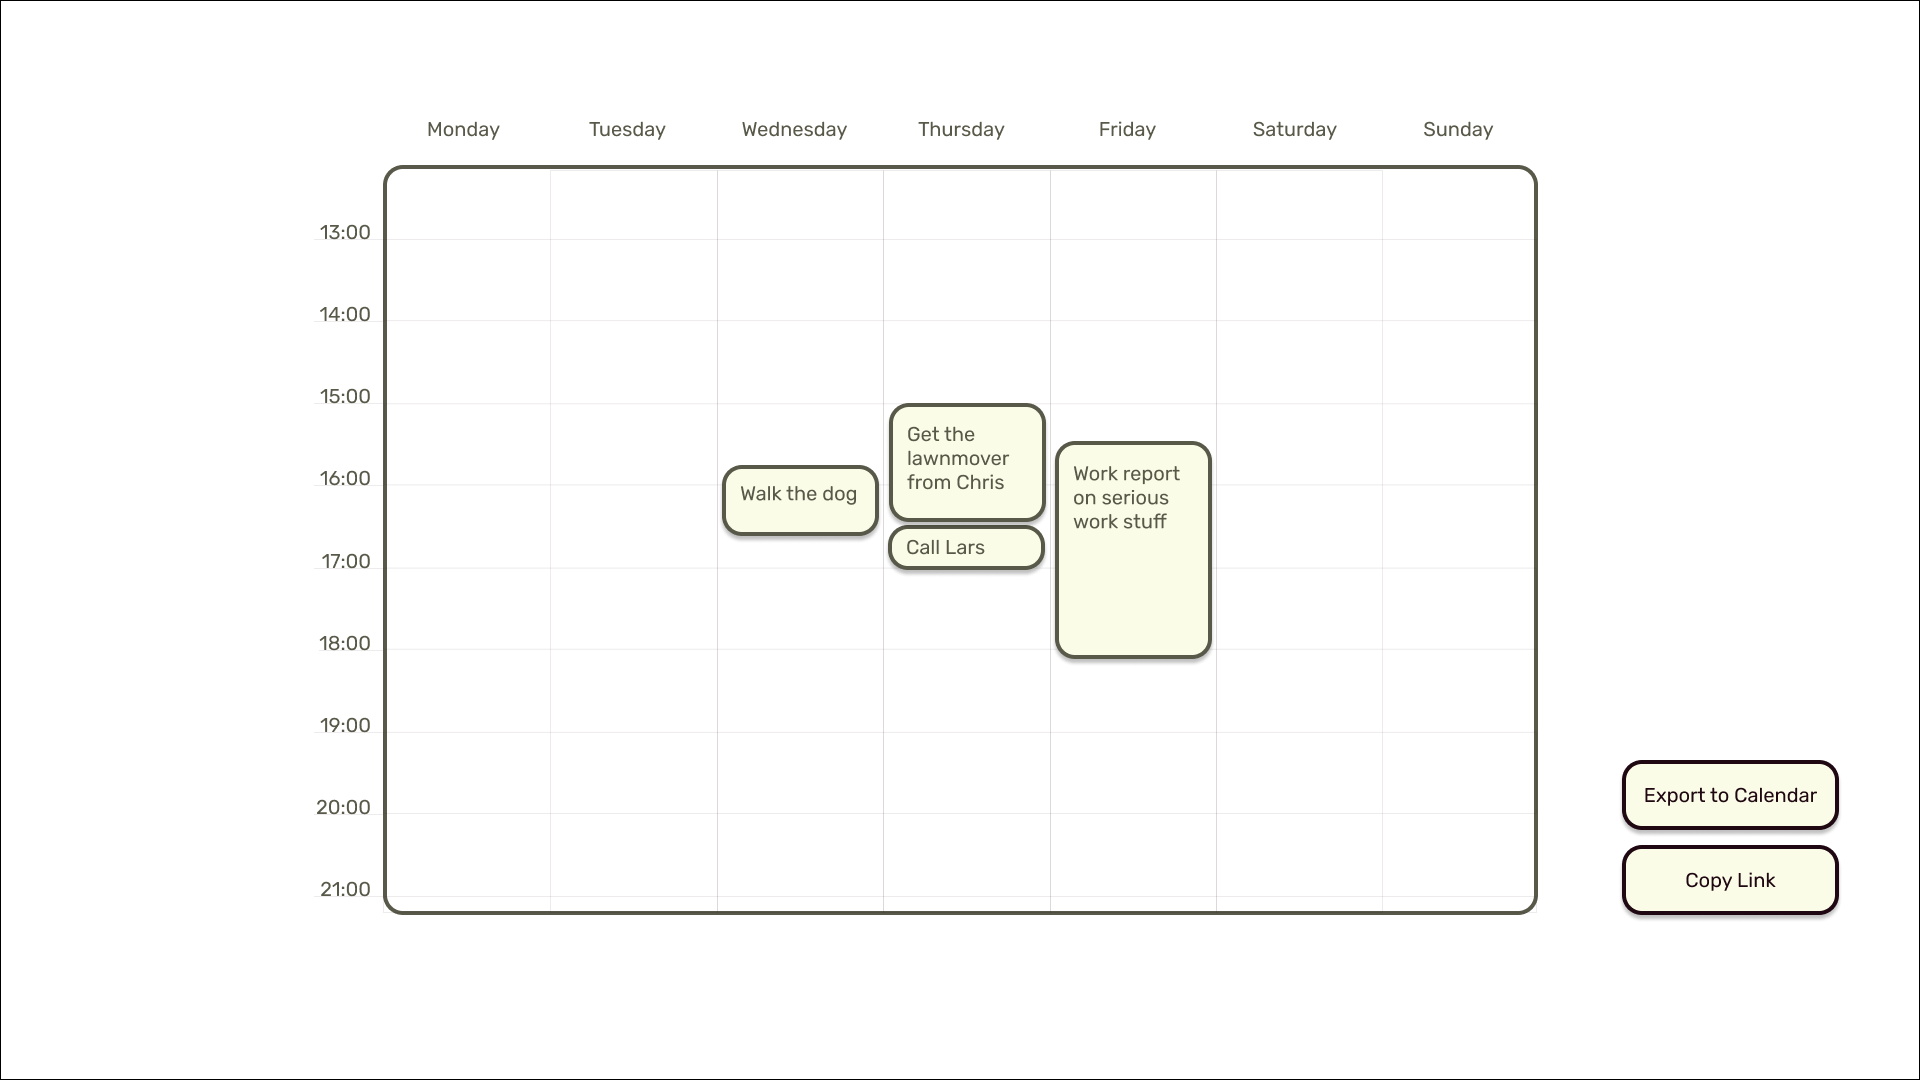 Monday Tuesday Wednesday Thursday Friday Saturday Sunday
13:00
14:00
15:00
Get the
lawnmover
from Chris
Work report
on serious
work stuff
16:00
Walk the dog
Call Lars
17:00
18:00
19:00
20:00
21:00
Export to Calendar
Copy Link